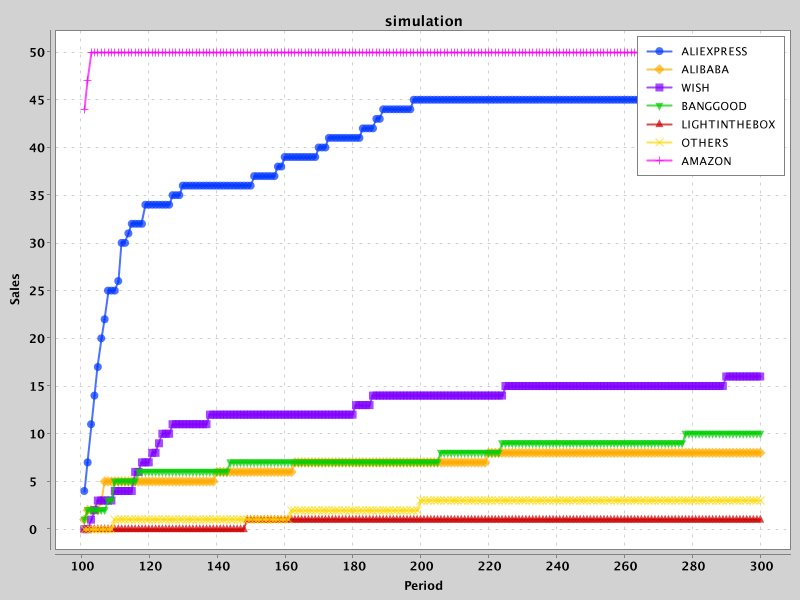 simulation
Sales
50
45
40
35
30
25
20
15
10
5
0
ALIEXPRESS
ALIBABA
WISH
BANGGOOD
LIGHTINTHEBOX
OTHERS
AMAZON
100 120 140 160 180 200 220 240 260 280 300
Period